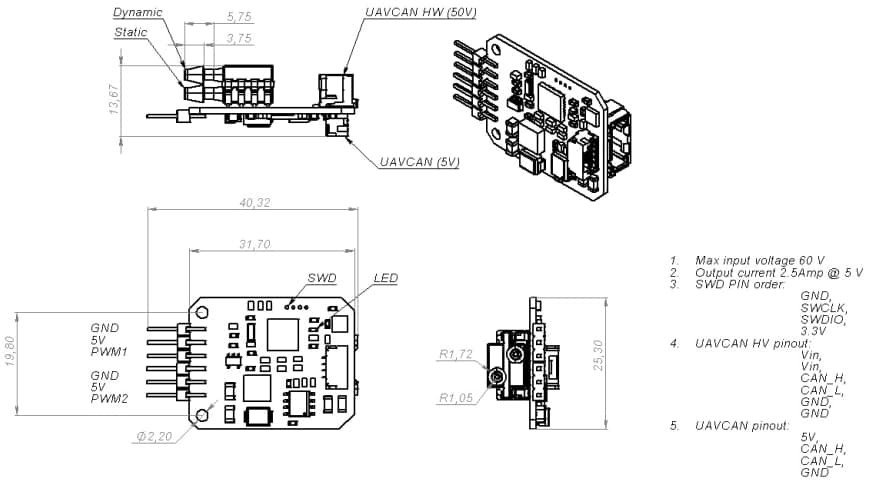 Dynamic
Static
5,75
3,75
13,67
UAVCAN HW (50V)
UAVCAN (5V)
40,32
31,70
SWD
LED
GND
5V
PWM1
GND
5V
PWM2
19,80
Φ2,20
R1,72
R1,05
25,30
1. Max input voltage 60 V
2. Output current 2.5Amp @ 5 V
3. SWD PIN order:
GND,
SWCLK,
SWDIO,
3.3V
4. UAVCAN HV pinout:
Vin,
Vin,
CAN_H,
CAN_L,
GND,
GND
5. UAVCAN pinout:
5V,
CAN_H,
CAN_L,
GND